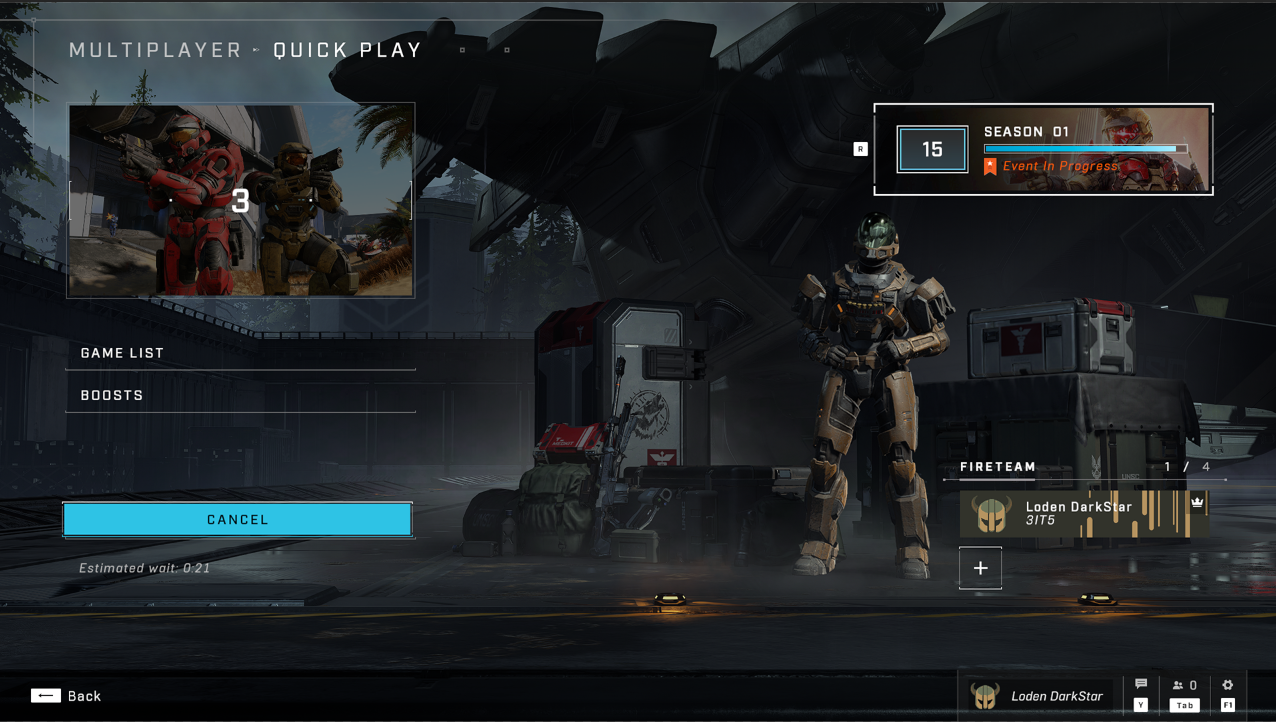 MULTIPLAYER QUICK PLAY
3
R
15
SEASON 01
Event In Progress
GAME LIST
BOOSTS
CANCEL
Estimated wait: 0:21
FIRETEAM 1 / 4
Loden DarkStar
3IT5
+
UNSC
Back
Loden DarkStar
0
Y
Tab
F1